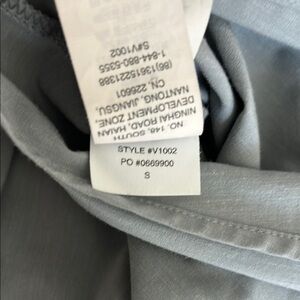 NO. 148, SOUTH
NINGHAI ROAD, HAIAN
DEVELOPMENT ZONE,
NANTONG, JIANGSU,
CN, 226601
(86)13615221388
1-844-880-5355
S#V1002
STYLE #V1002
PO #0669900
S